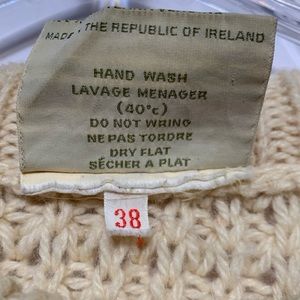 MADE THE REPUBLIC OF IRELAND
HAND WASH
LAVAGE MENAGER
(40°c)
DO NOT WRING
NE PAS TORDRE
DRY FLAT
SÉCHER A PLAT
38